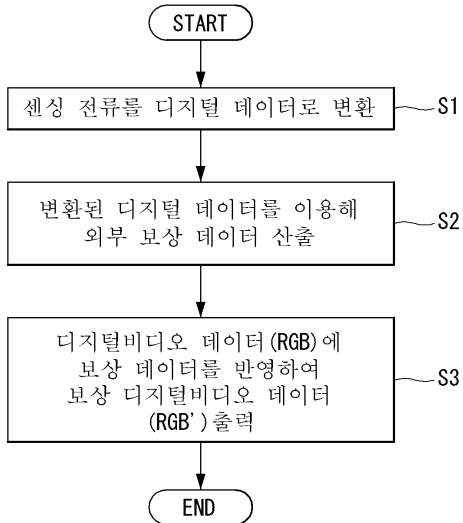 START
센싱 전류를 디지털 데이터로 변환
S1
변환된 디지털 데이터를 이용해
외부 보상 데이터 산출
S2
디지털비디오 데이터(RGB)에
보상 데이터를 반영하여
보상 디지털비디오 데이터
(RGB')출력
S3
END